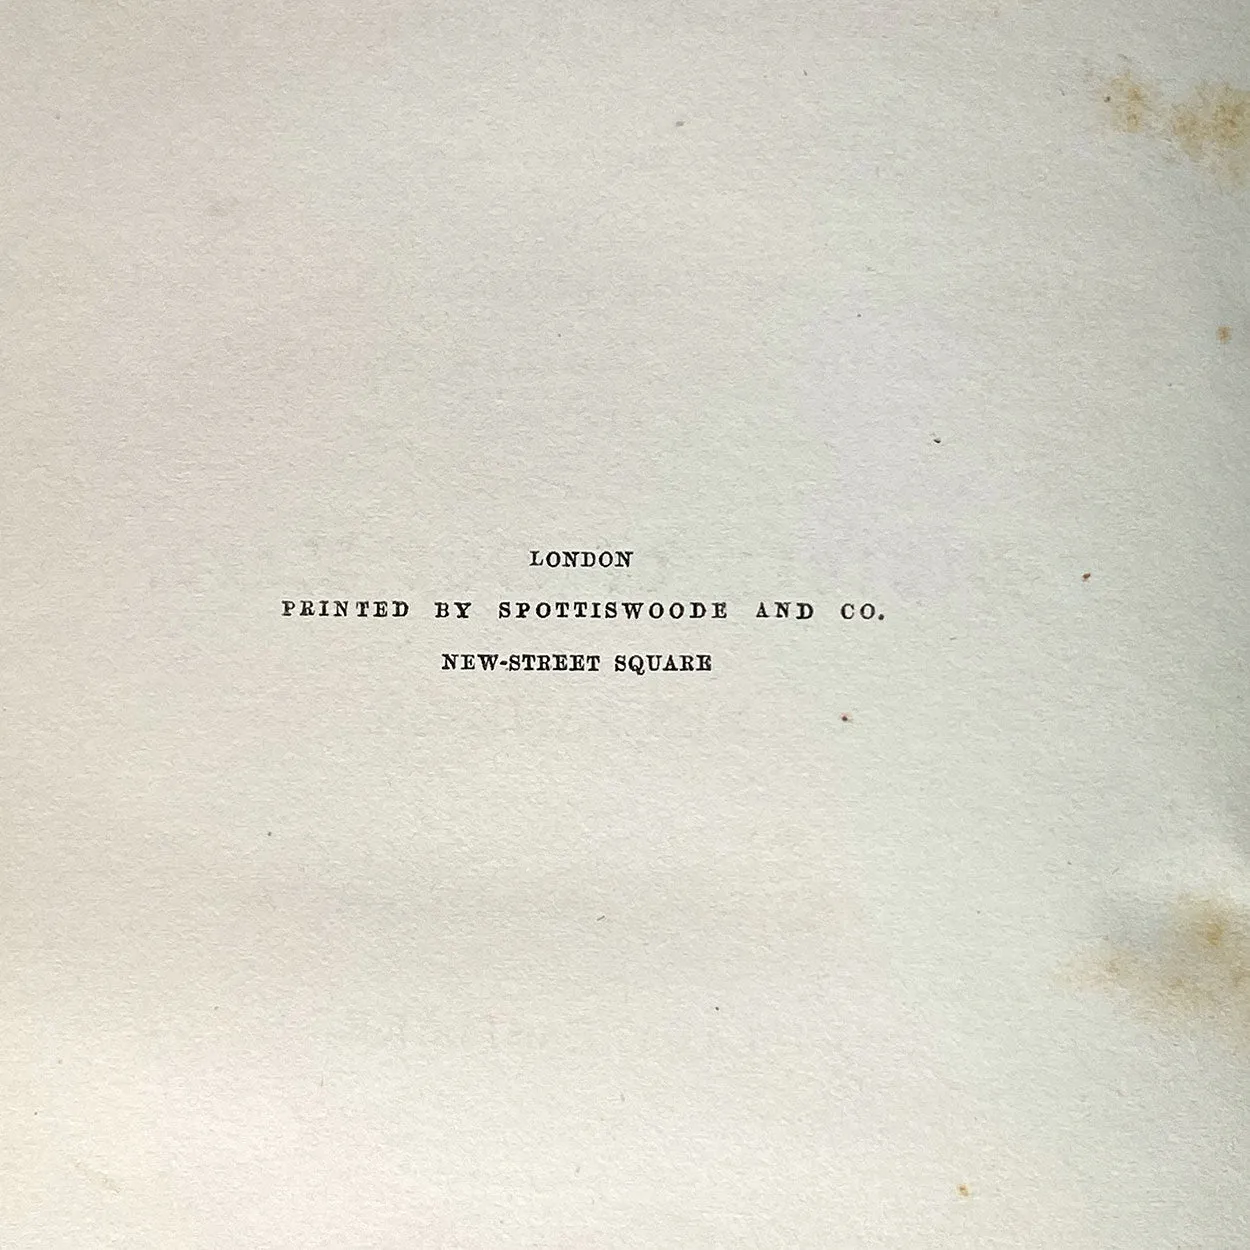 LONDON
PRINTED BY SPOTTISWOODE AND CO.
NEW-STREET SQUARE